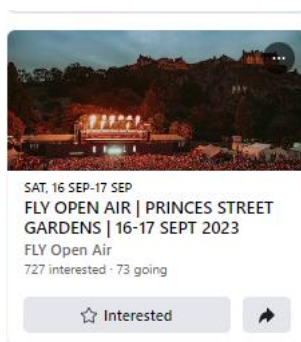 SAT, 16 SEP-17 SEP
FLY OPEN AIR | PRINCES STREET
GARDENS | 16-17 SEPT 2023
FLY Open Air
727 interested · 73 going
Interested